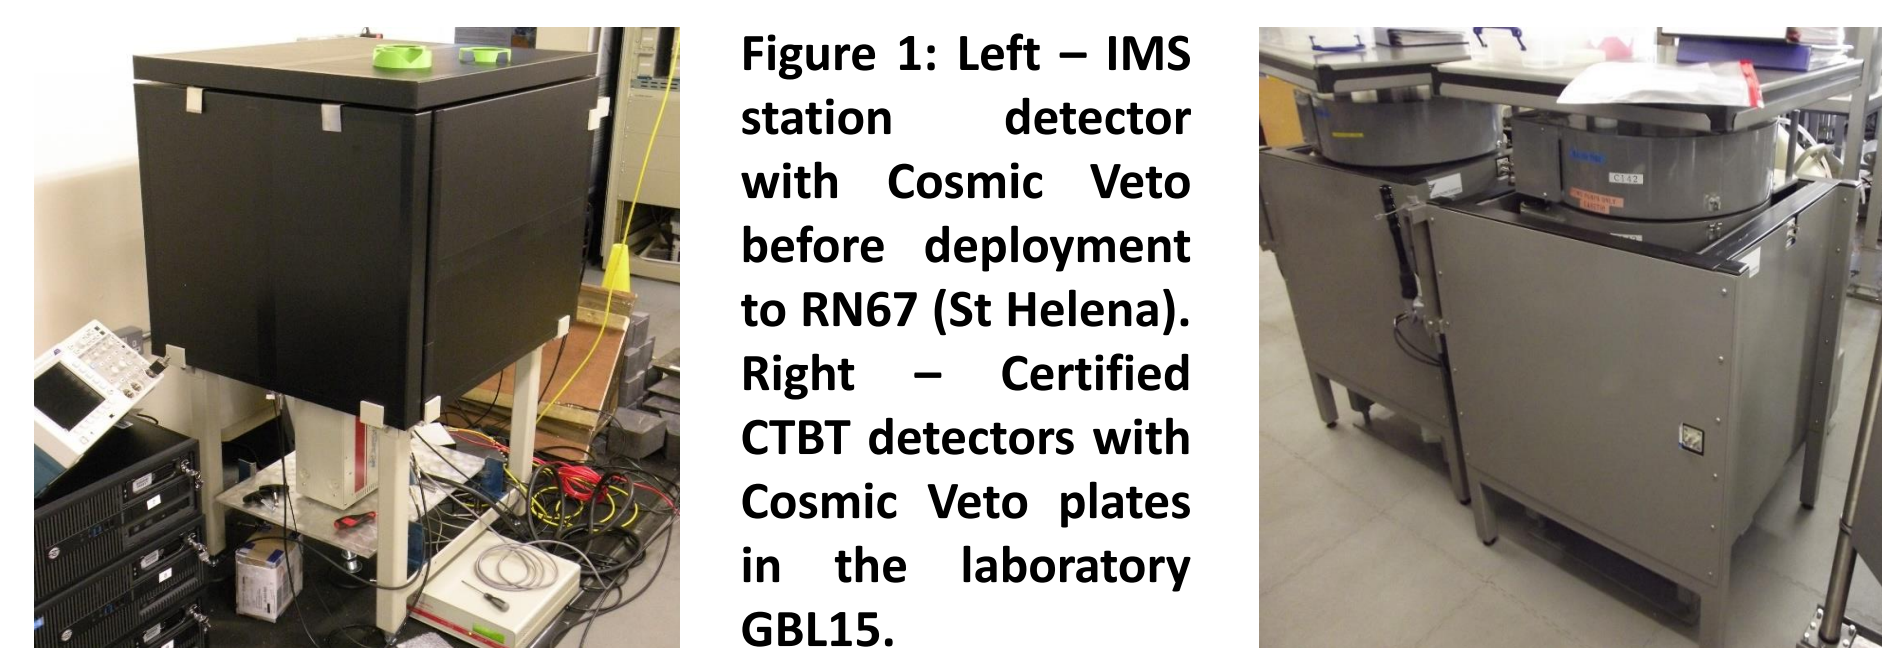 Figure 1: Left – IMS
station detector
with Cosmic Veto
before deployment
to RN67 (St Helena).
Right – Certified
CTBT detectors with
Cosmic Veto plates
in the laboratory
GBL15.
C142